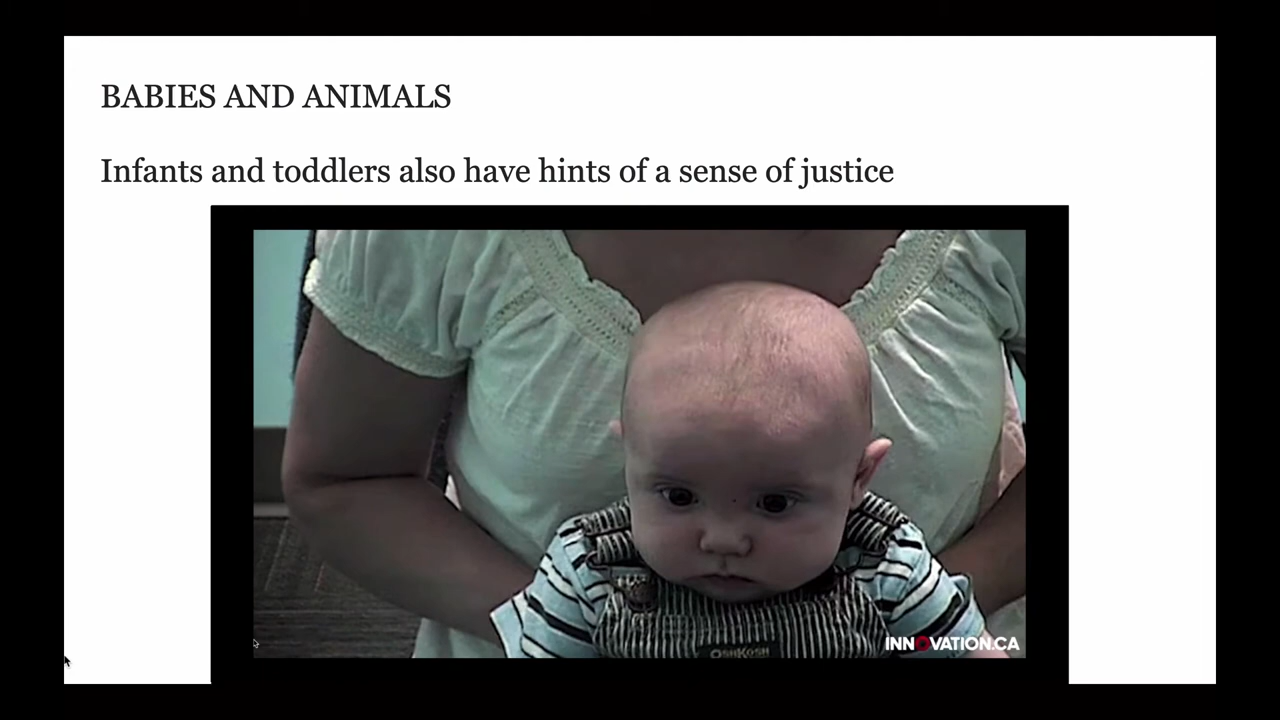 BABIES AND ANIMALS
Infants and toddlers also have hints of a sense of justice
OSHKOSH
INNOVATION.CA